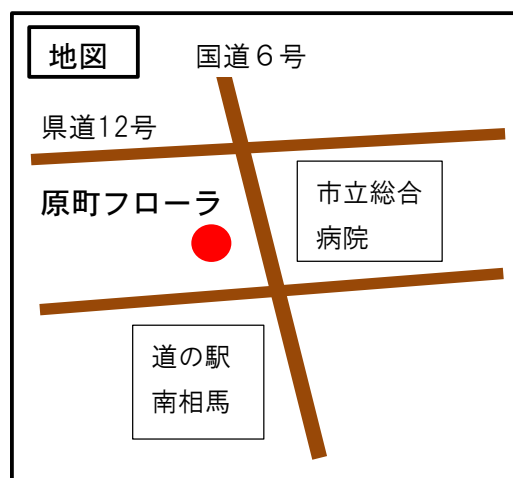 地図
国道６号
県道12号
原町フローラ
市立総合
病院
道の駅
南相馬